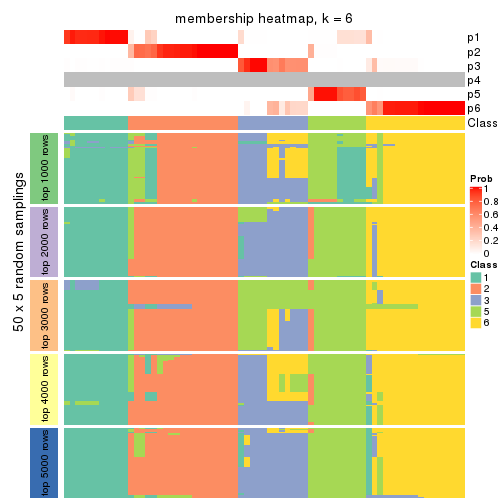 membership heatmap, k = 6
p1
p2
p3
p4
p5
p6
Class
50 x 5 random samplings
top 1000 rows
top 2000 rows
top 3000 rows
top 4000 rows
top 5000 rows
Prob
1
0.8
0.6
0.4
0.2
0
Class
1
2
3
5
6